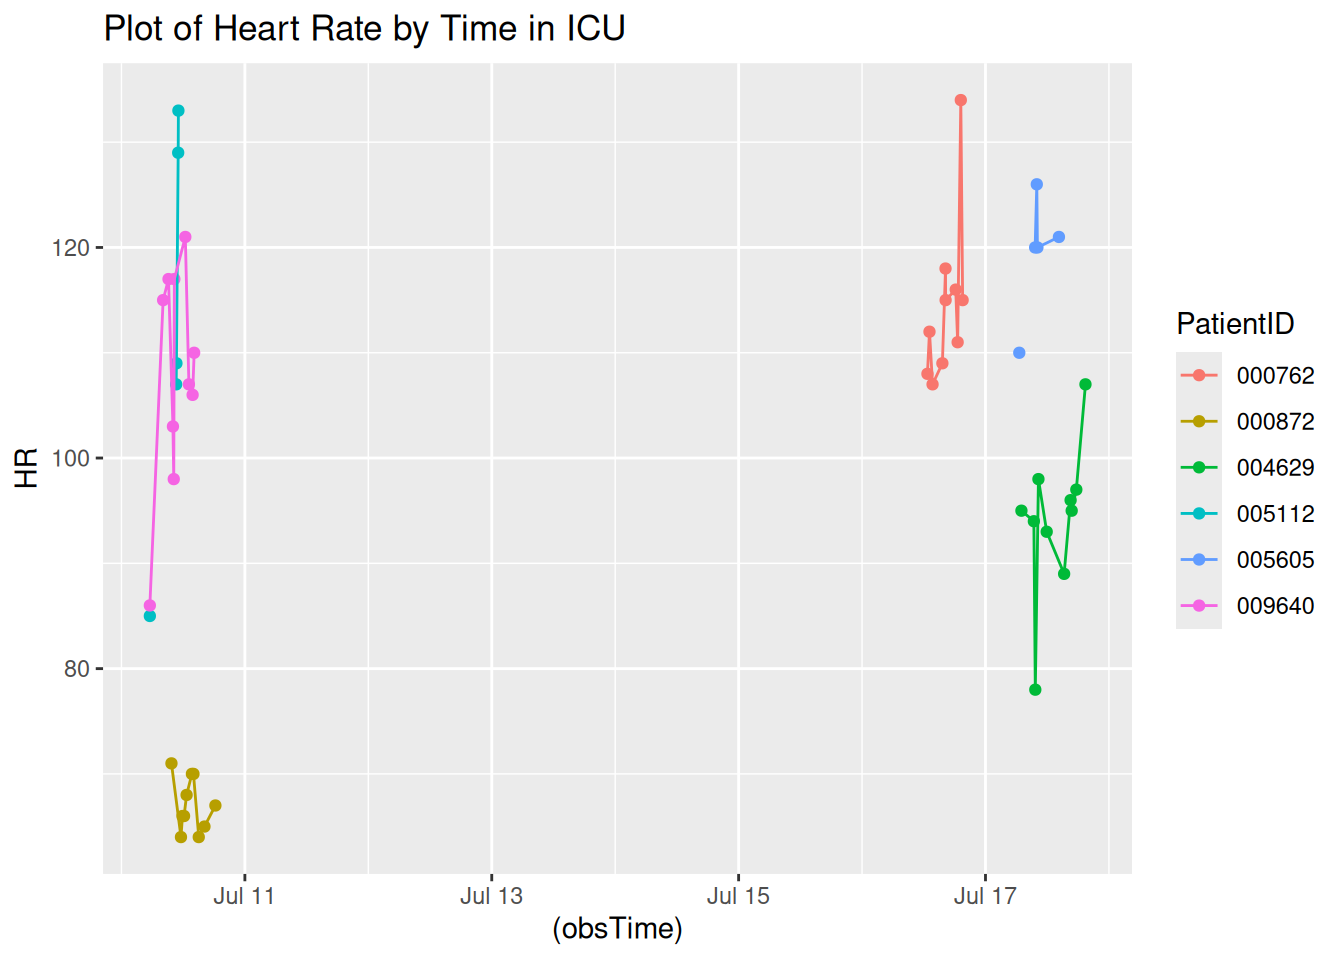 Plot of Heart Rate by Time in ICU
HR
120
100
80
Jul 11
Jul 13
Jul 15
Jul 17
(obsTime)
PatientID
000762
000872
004629
005112
005605
009640